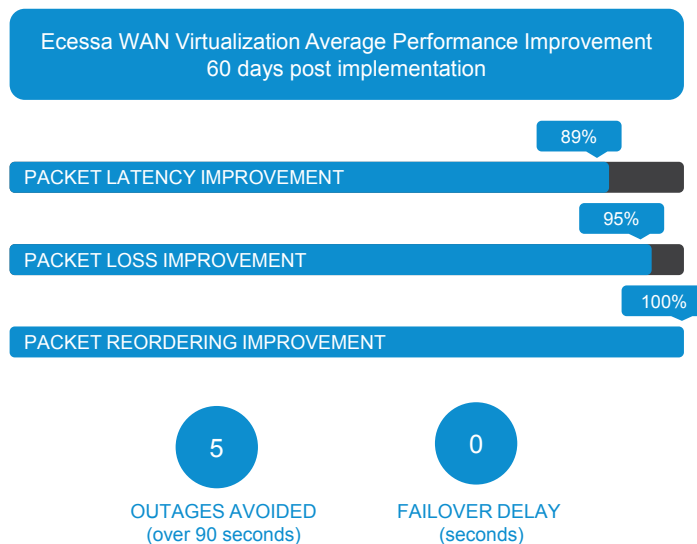 Ecessa WAN Virtualization Average Performance Improvement
60 days post implementation
89%
PACKET LATENCY IMPROVEMENT
95%
PACKET LOSS IMPROVEMENT
100%
PACKET REORDERING IMPROVEMENT
5
OUTAGES AVOIDED
(over 90 seconds)
0
FAILOVER DELAY
(seconds)